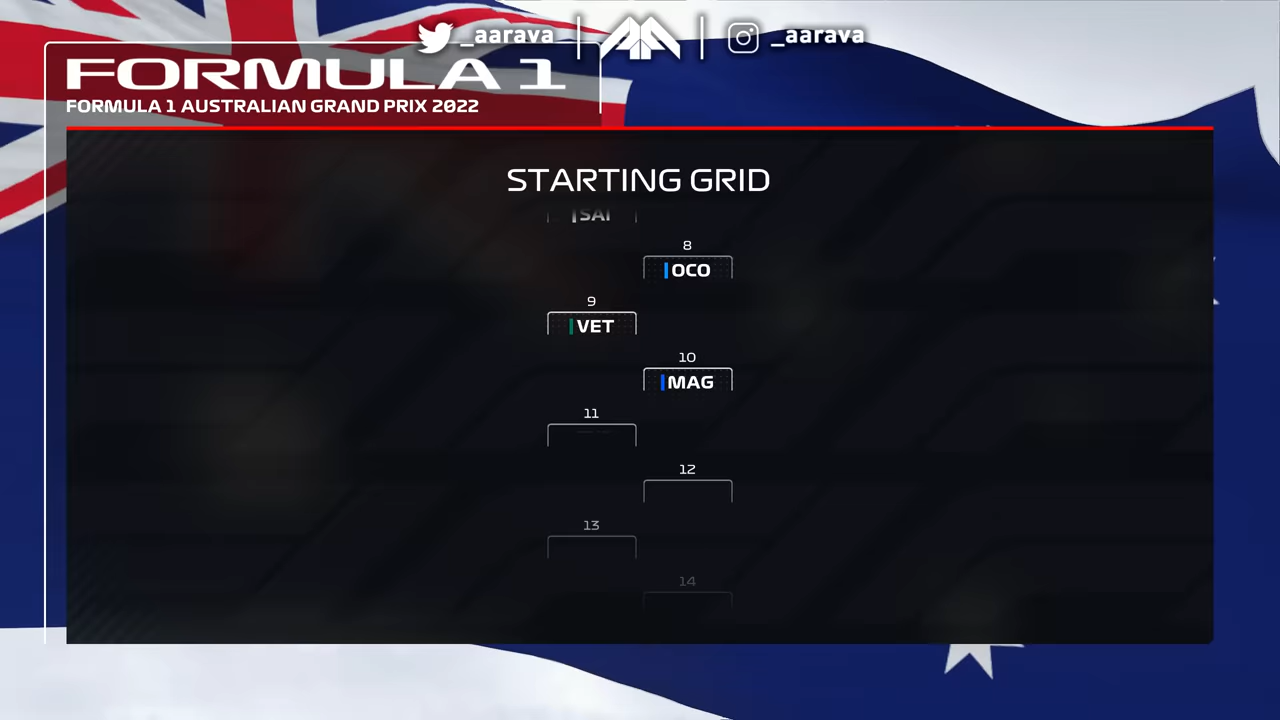 _aarava _aarava
FORMULA 1
FORMULA 1 AUSTRALIAN GRAND PRIX 2022
STARTING GRID
SAI
8
OCO
9
VET
10
MAG
11
12
13
14